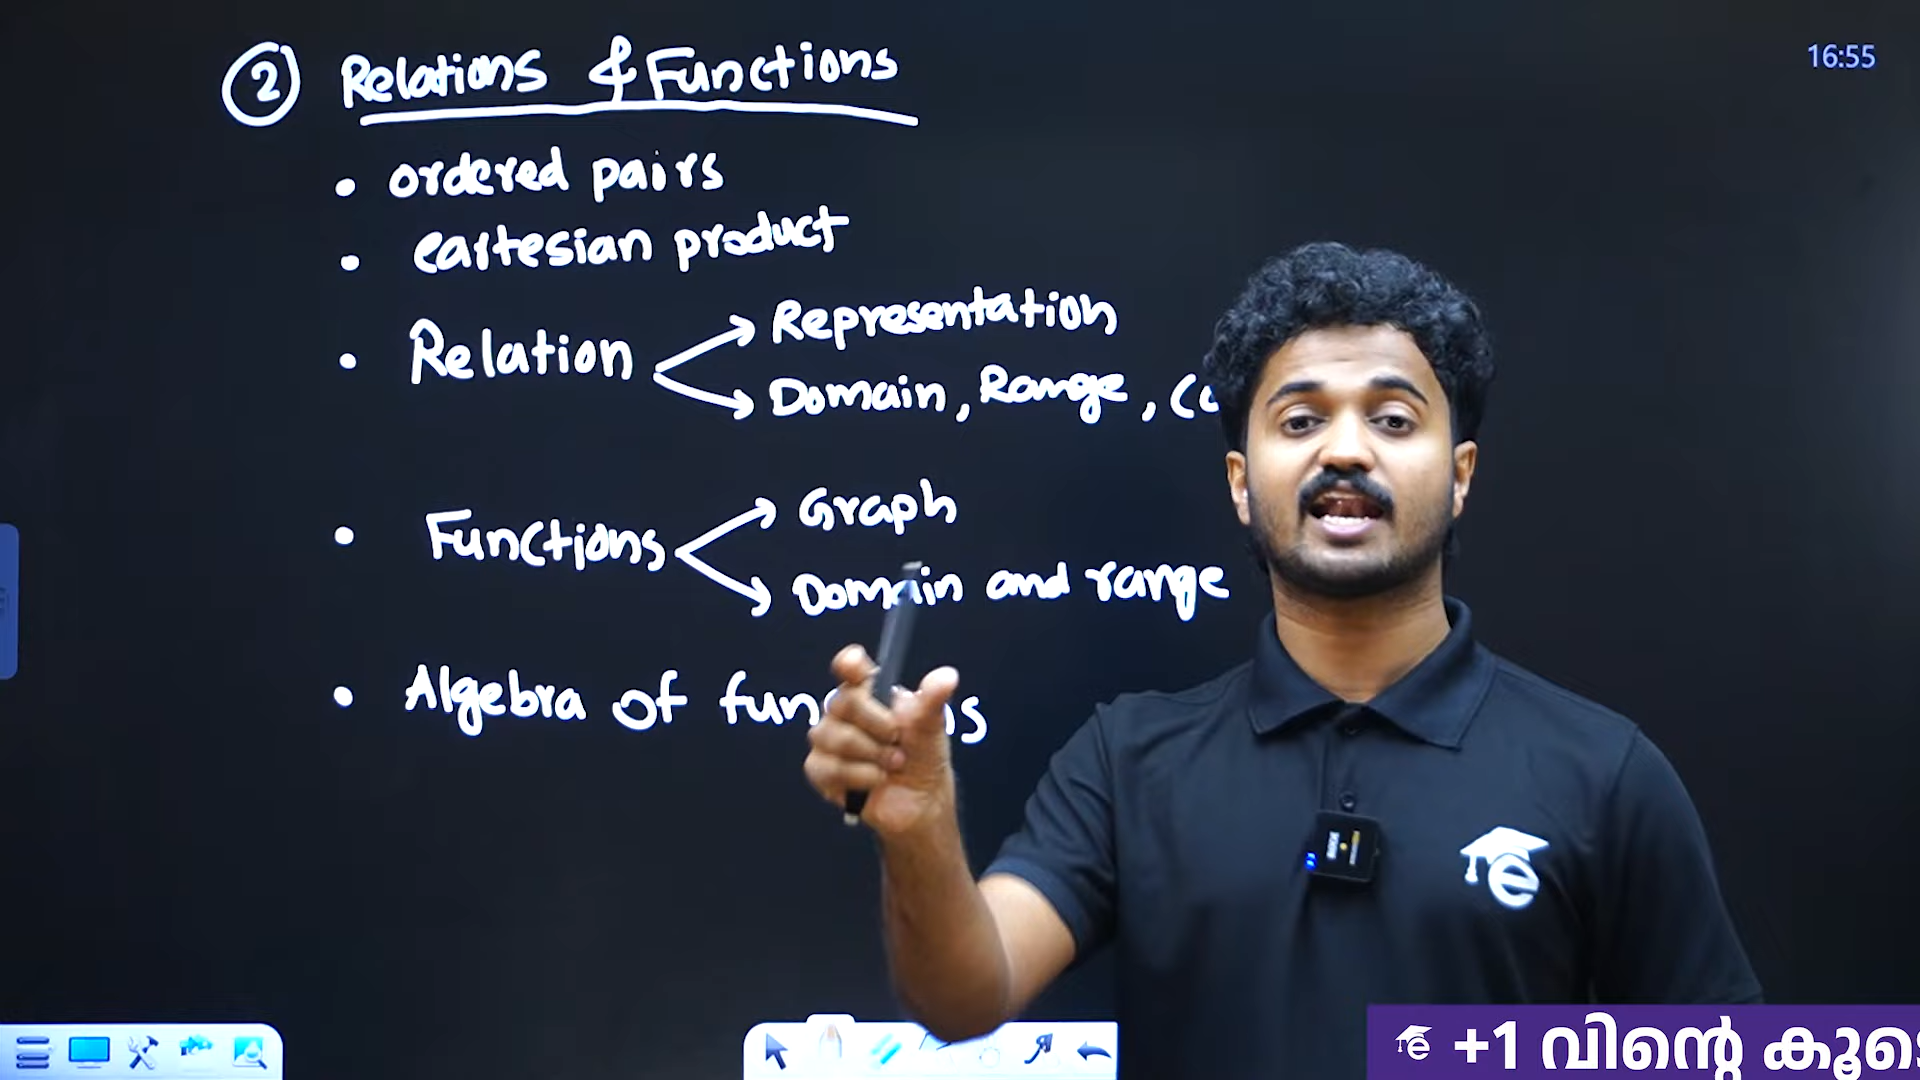 ② Relations & Functions
16:55
• ordered pairs
• cartesian product
• Relation → Representation
→ Domain, Range, Co
• Functions → Graph
→ Domain and range
• Algebra of
e
e +1 വിന്റെ